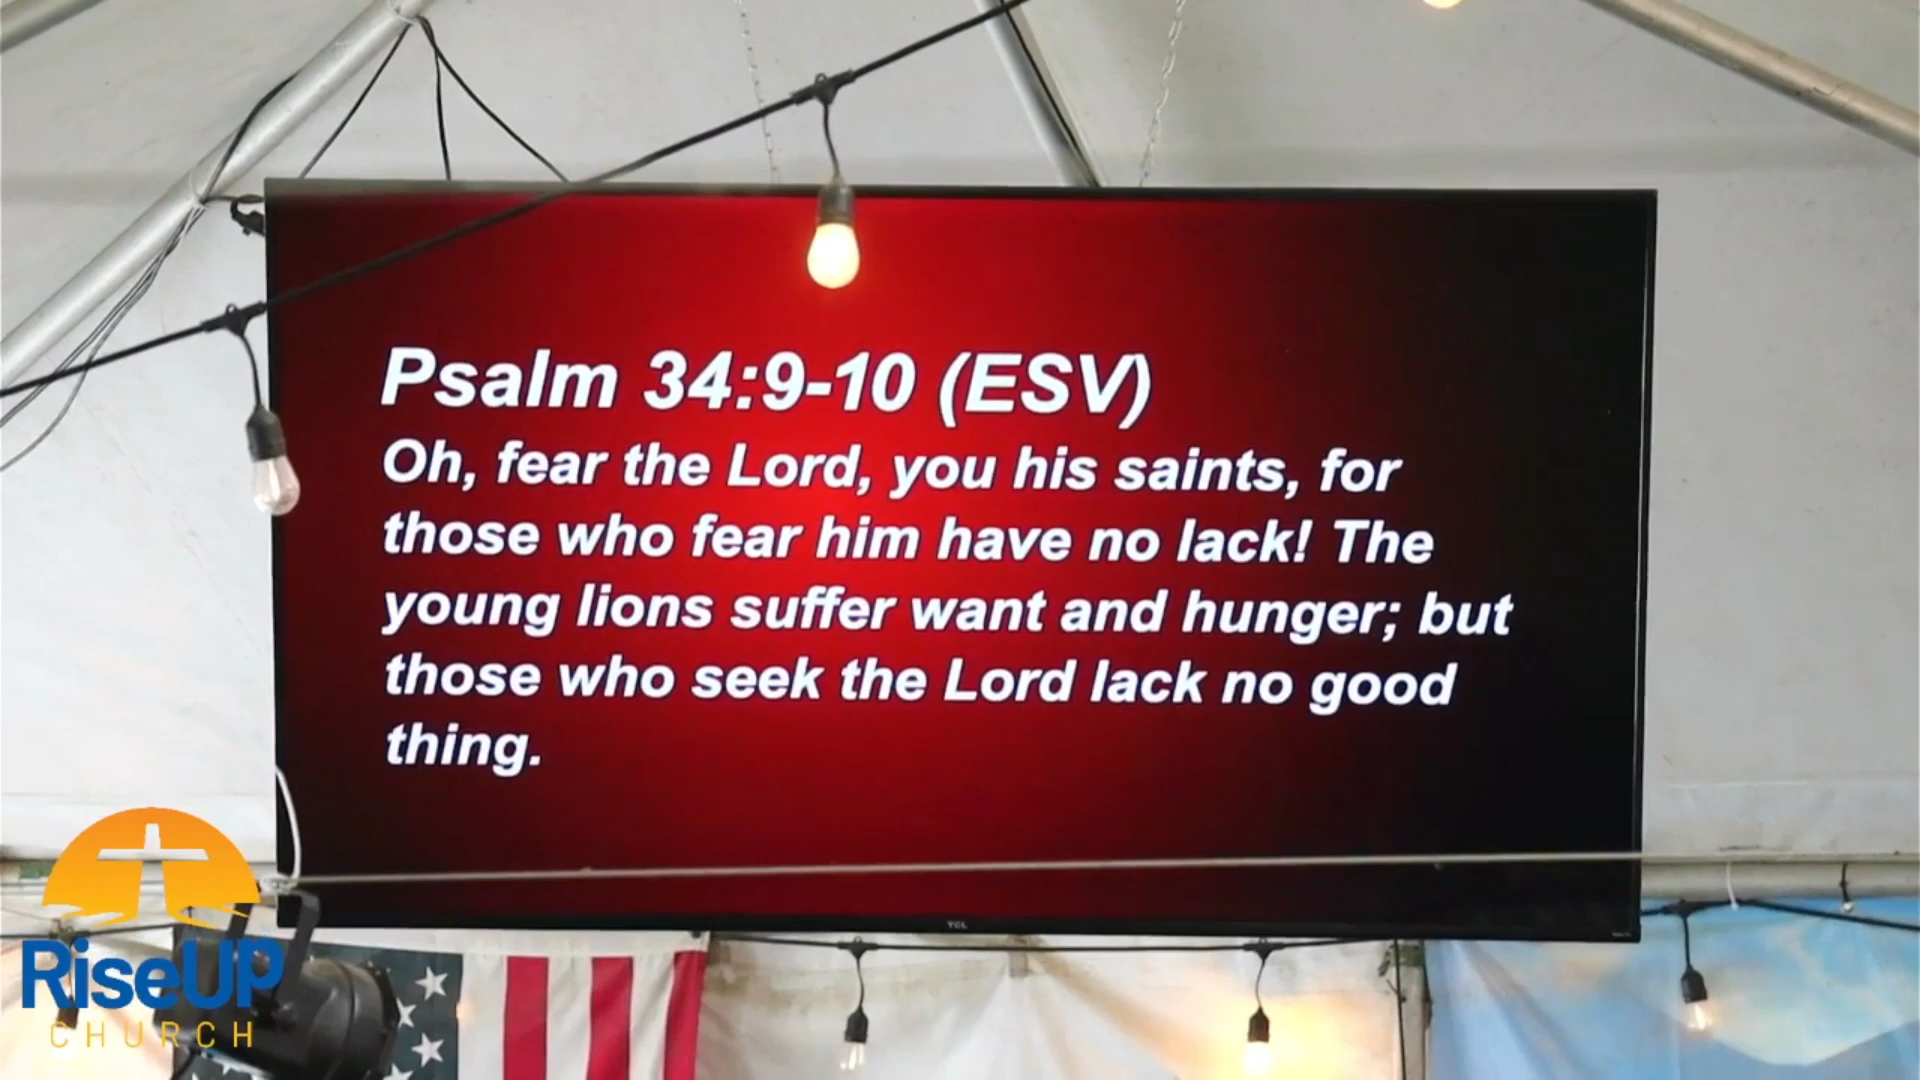 Psalm 34:9-10 (ESV)
Oh, fear the Lord, you his saints, for
those who fear him have no lack! The
young lions suffer want and hunger; but
those who seek the Lord lack no good
thing.
TCL
RiseUP
CHURCH